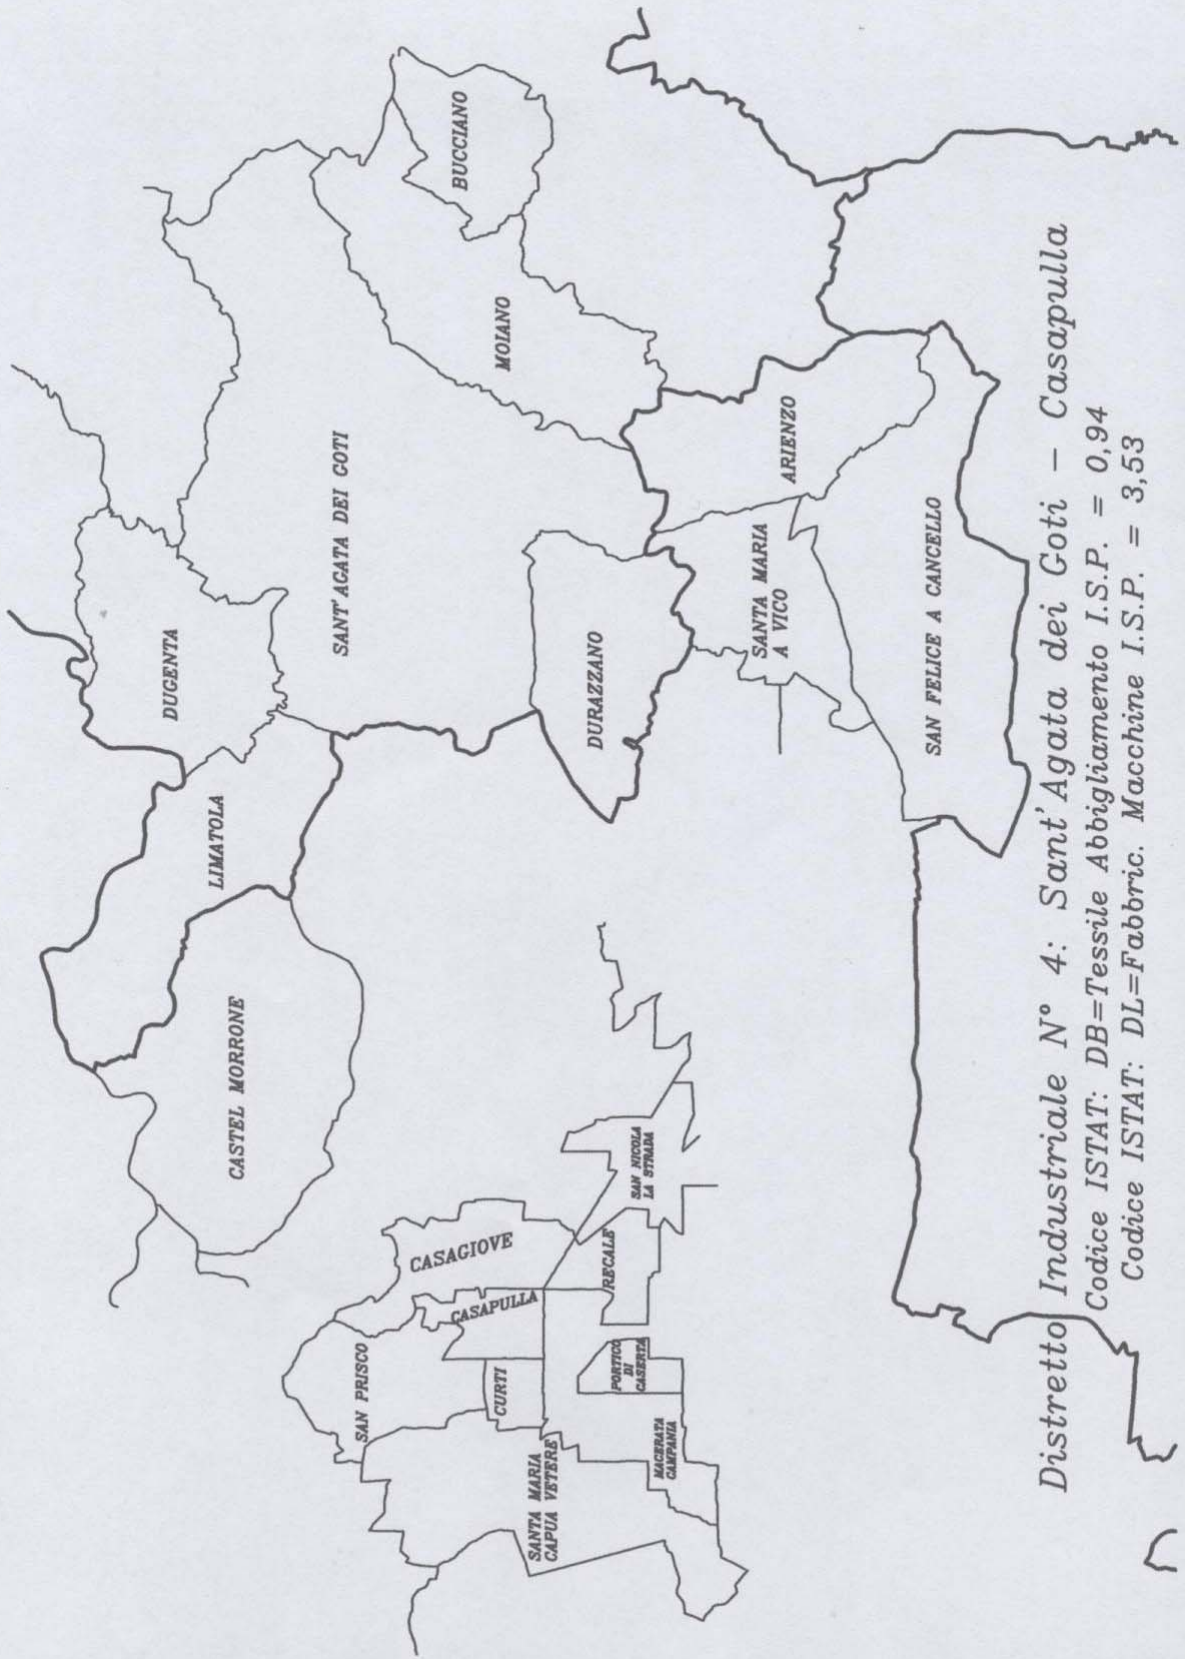 BUCCIANO
MOIANO
SANT'AGATA DEI GOTI
DUGENTA
LIMATOLA
CASTEL MORRONE
DURAZZANO
ARIENZO
SANTA MARIA
A VICO
SAN FELICE A CANCELLO
CASAGIOVE
CASAPULLA
SAN PRISCO
CURTI
SANTA MARIA
CAPUA VETERE
RECALE
SAN NICOLA
LA STRADA
PORTICO
DI
CASERTA
MACERATA
CAMPANIA
Distretto Industriale N° 4: Sant'Agata dei Goti - Casapulla
Codice ISTAT: DB=Tessile Abbigliamento I.S.P. = 0,94
Codice ISTAT: DL=Fabbric. Macchine I.S.P. = 3,53